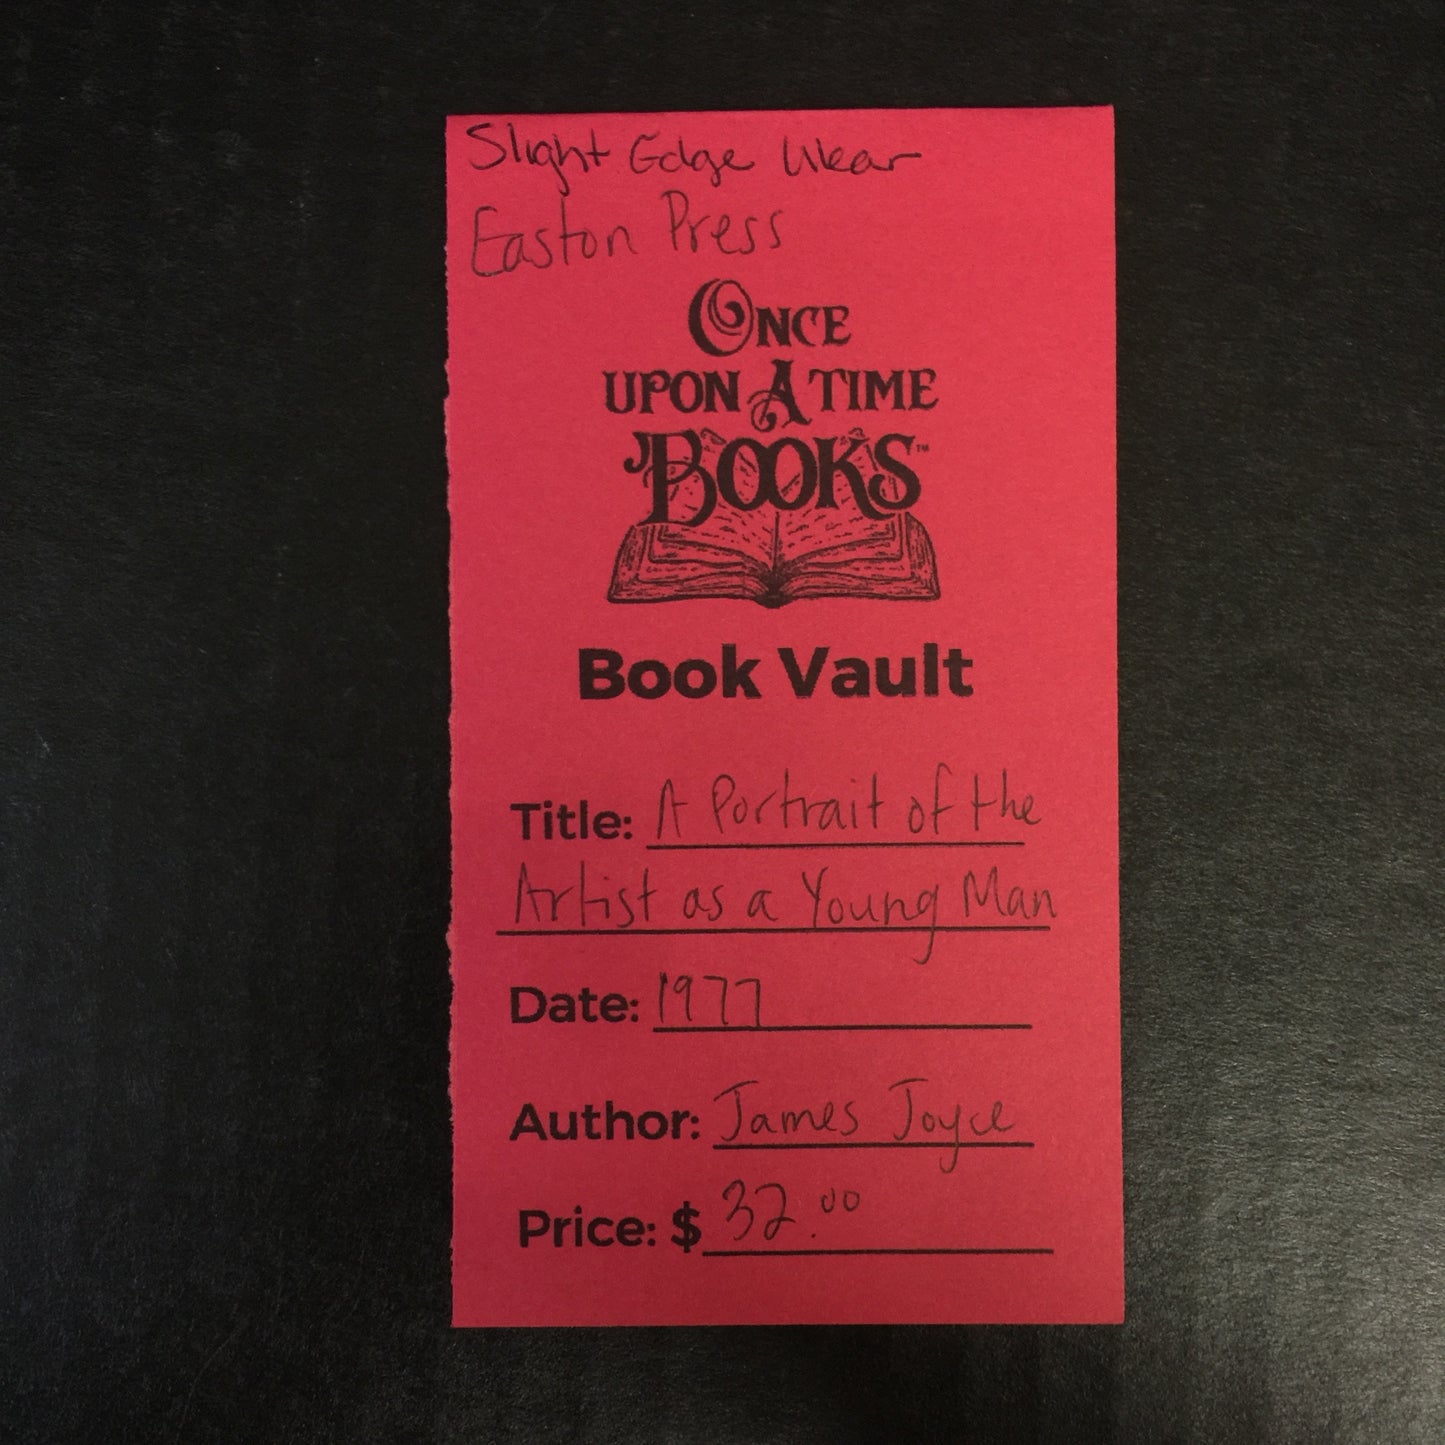 Slight Edge Wear
Easton Press
ONCE
UPON A TIME
BOOKS™
Book Vault
Title: A Portrait of the
Artist as a Young Man
Date: 1977
Author: James Joyce
Price: $ 32.00